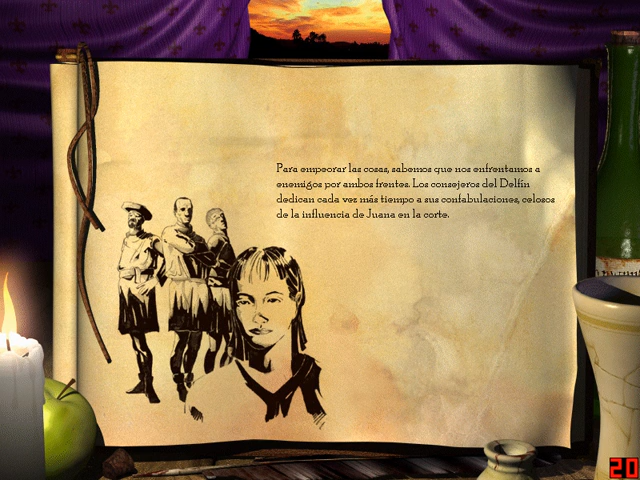 Para empeorar las cosas, sabemos que nos enfrentamos a
enemigos por ambos frentes. Los consejeros del Delfín
dedican cada vez más tiempo a sus confabulaciones, celosos
de la influencia de Juana en la corte.
20